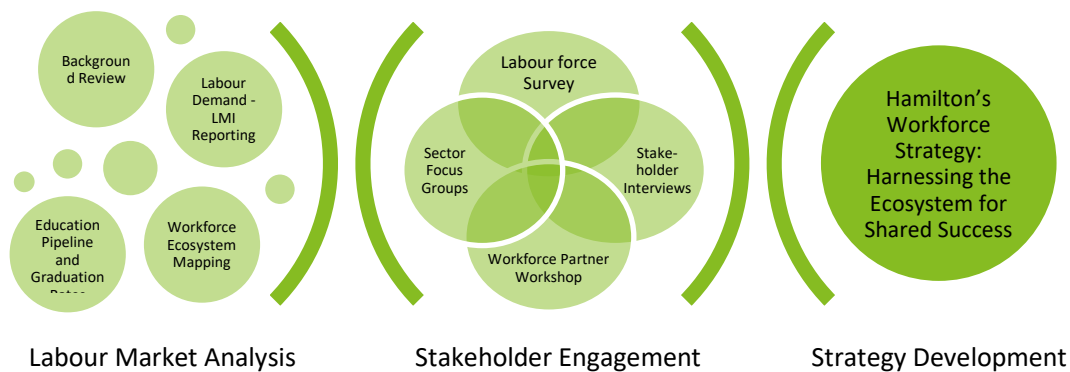 Backgroun
d Review
Labour
Demand -
LMI
Reporting
Education
Pipeline
and
Graduation
Workforce
Ecosystem
Mapping
Labour Market Analysis
Labour force
Survey
Sector
Focus
Groups
Stake-
holder
Interviews
Workforce Partner
Workshop
Stakeholder Engagement
Hamilton's
Workforce
Strategy:
Harnessing the
Ecosystem for
Shared Success
Strategy Development